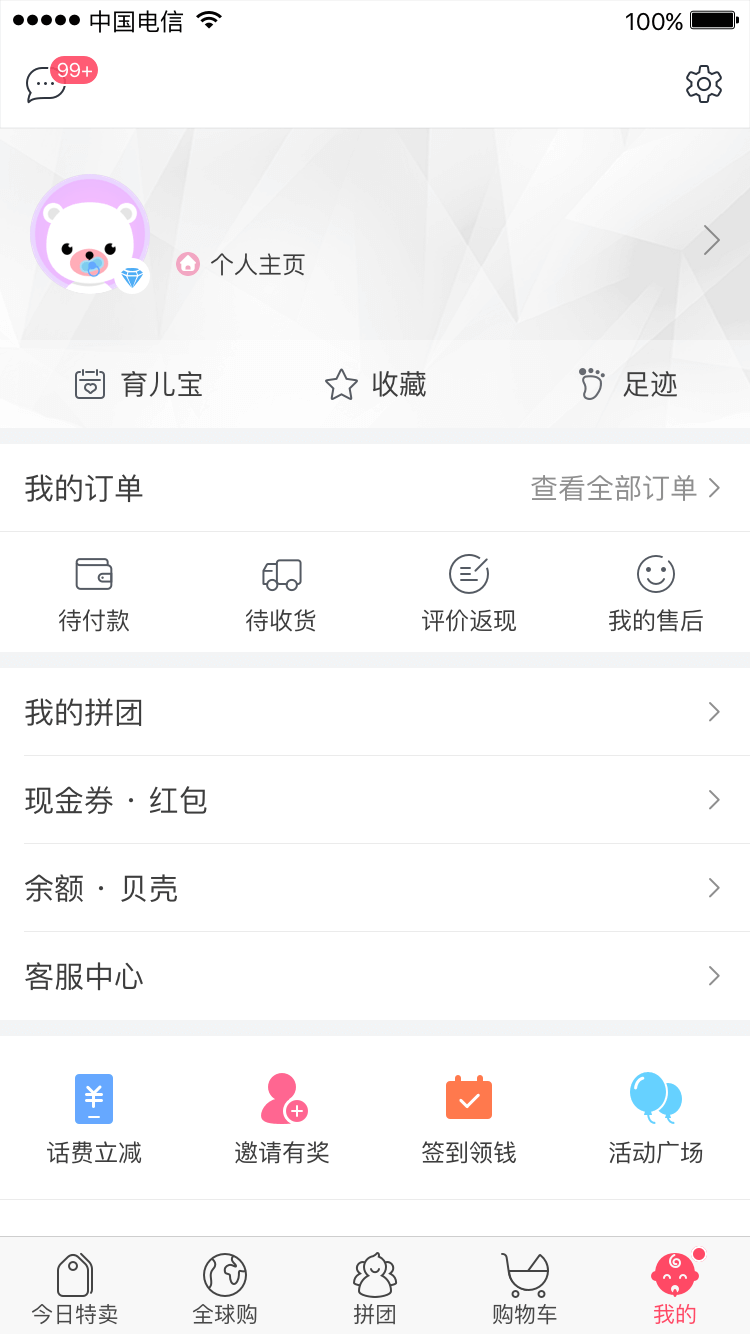 中国电信 100%
99+
个人主页
育儿宝 收藏 足迹
我的订单 查看全部订单
待付款 待收货 评价返现 我的售后
我的拼团
现金券 · 红包
余额 · 贝壳
客服中心
¥
话费立减 邀请有奖 签到领钱 活动广场
今日特卖 全球购 拼团 购物车 我的